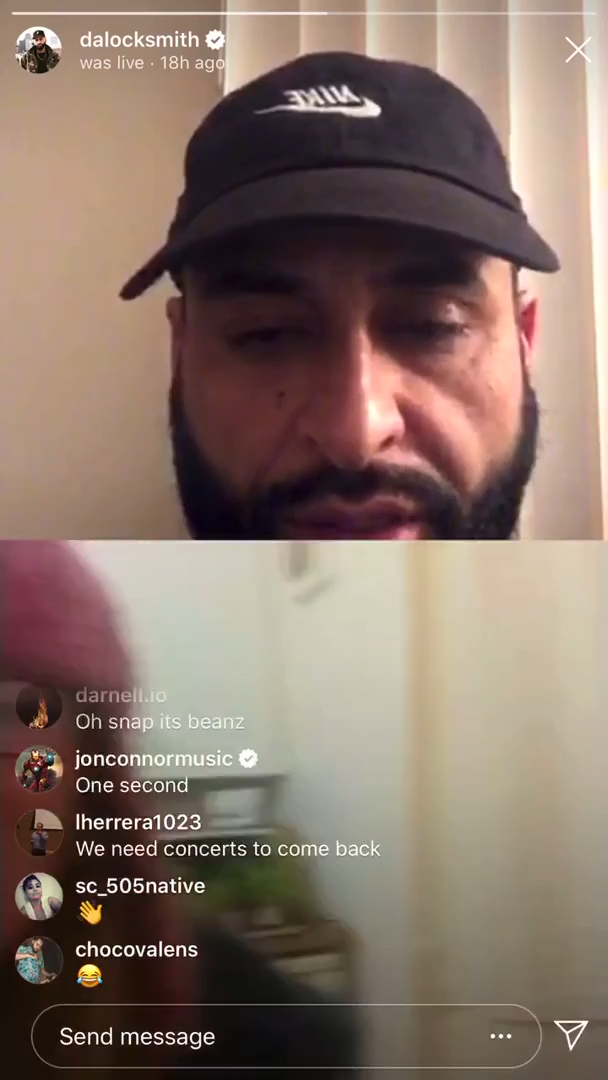 dalocksmith
was live · 18h ago
NIKE
darnell.io
Oh snap its beanz
jonconnormusic
One second
lherrera1023
We need concerts to come back
sc_505native
👋
chocovalens
😂
Send message